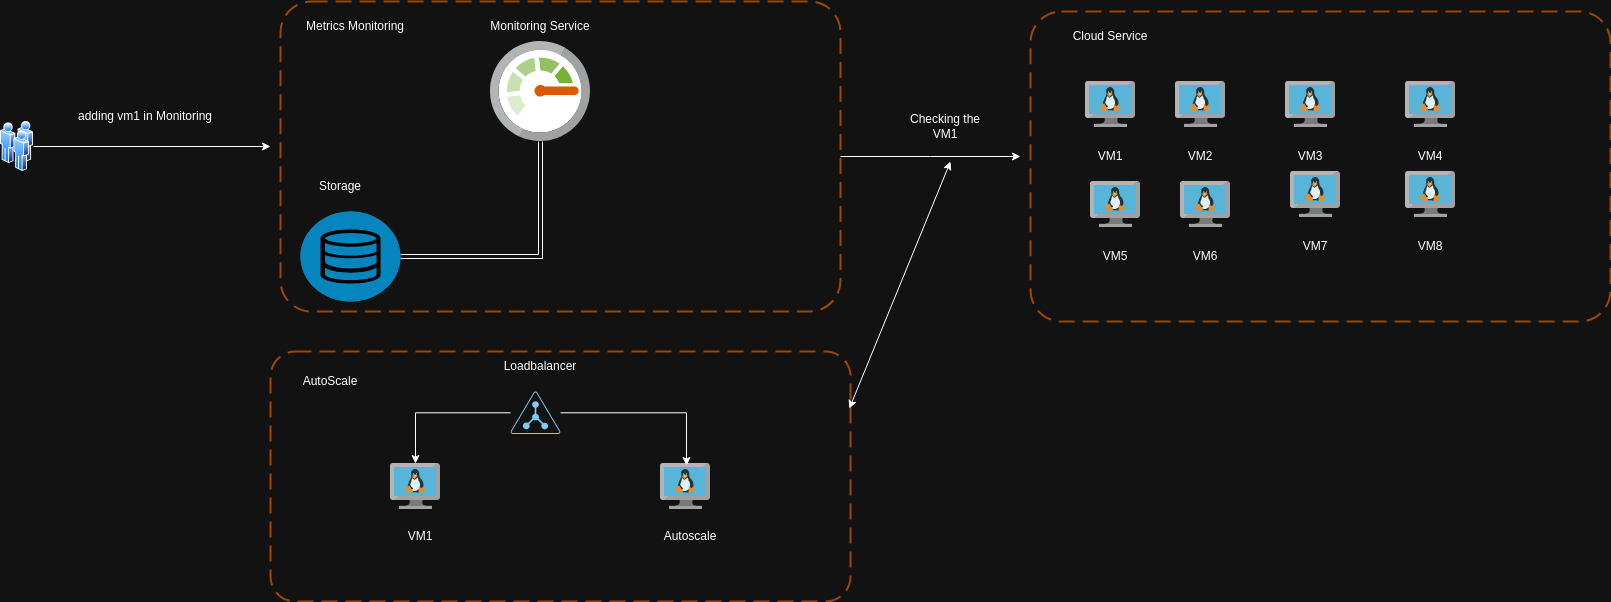 Metrics Monitoring
Monitoring Service
Cloud Service
adding vm1 in Monitoring
Checking the
VM1
VM1
VM2
VM3
VM4
Storage
VM5
VM6
VM7
VM8
Loadbalancer
AutoScale
VM1
Autoscale